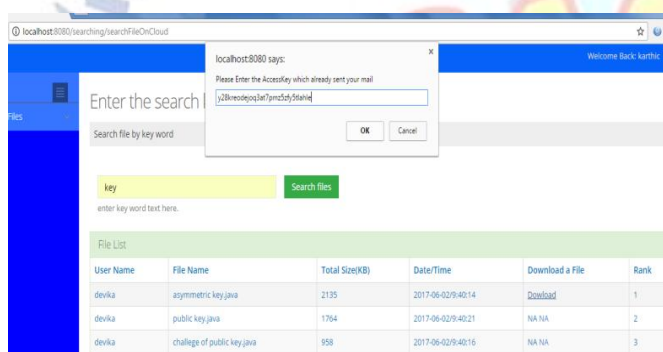 localhost:8080/searching/searchFileOnCloud
Welcome Back: karthic
localhost:8080 says:
x
Please Enter the AccessKey which already sent your mail
y28kreodejoq3at7pmz5zfy5tlahle
OK Cancel
Files
Enter the search
Search file by key word
key
Search files
enter key word text here.
File List
User Name File Name Total Size(KB) Date/Time Download a File Rank
devika asymmetric key.java 2135 2017-06-02/9:40:14 Dowload 1
devika public key.java 1764 2017-06-02/9:40:21 NA NA 2
devika challege of public key.java 958 2017-06-02/9:40:16 NA NA 3